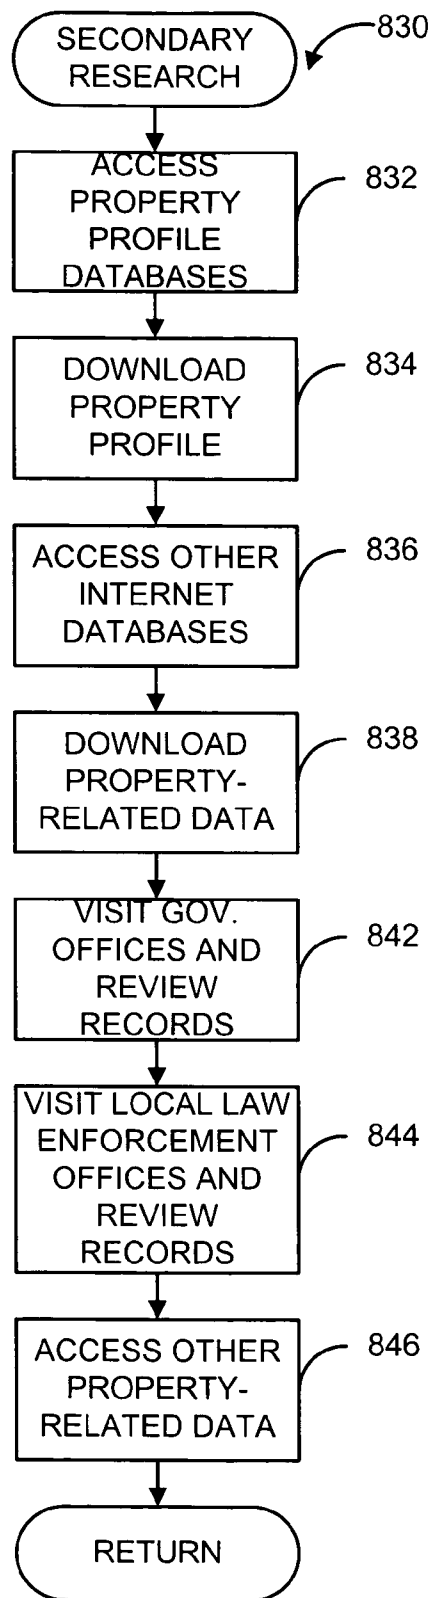 SECONDARY
RESEARCH
830
ACCESS
PROPERTY
PROFILE
DATABASES
832
DOWNLOAD
PROPERTY
PROFILE
834
ACCESS OTHER
INTERNET
DATABASES
836
DOWNLOAD
PROPERTY-
RELATED DATA
838
VISIT GOV.
OFFICES AND
REVIEW
RECORDS
842
VISIT LOCAL LAW
ENFORCEMENT
OFFICES AND
REVIEW
RECORDS
844
ACCESS OTHER
PROPERTY-
RELATED DATA
846
RETURN